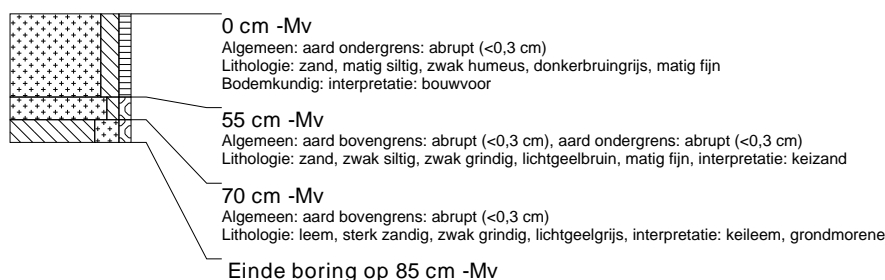 0 cm -Mv
Algemeen: aard ondergrens: abrupt (<0,3 cm)
Lithologie: zand, matig siltig, zwak humeus, donkerbruingrijs, matig fijn
Bodemkundig: interpretatie: bouwvoor
55 cm -Mv
Algemeen: aard bovengrens: abrupt (<0,3 cm), aard ondergrens: abrupt (<0,3 cm)
Lithologie: zand, zwak siltig, zwak grindig, lichtgeelbruin, matig fijn, interpretatie: keizand
70 cm -Mv
Algemeen: aard bovengrens: abrupt (<0,3 cm)
Lithologie: leem, sterk zandig, zwak grindig, lichtgeelgrijs, interpretatie: keileem, grondmorene
Einde boring op 85 cm -Mv